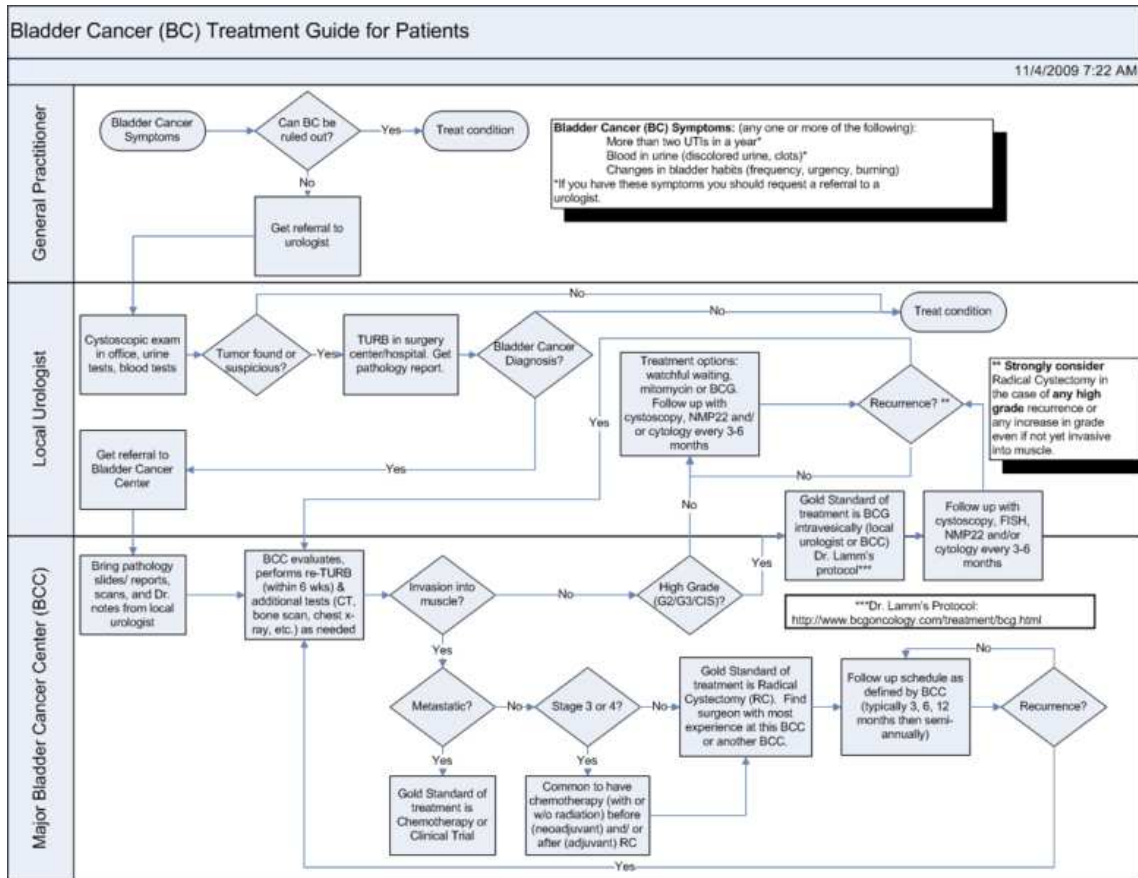 Bladder Cancer (BC) Treatment Guide for Patients
11/4/2009 7:22 AM
General Practitioner
Bladder Cancer
Symptoms
Can BC be
ruled out?
Yes
Treat condition
No
Get referral to
urologist
Bladder Cancer (BC) Symptoms: (any one or more of the following):
More than two UTIs in a year*
Blood in urine (discolored urine, clots)*
Changes in bladder habits (frequency, urgency, burning)
*If you have these symptoms you should request a referral to a
urologist.
Local Urologist
Cystoscopic exam
in office, urine
tests, blood tests
Tumor found or
suspicious?
No
Yes
TURB in surgery
center/hospital. Get
pathology report.
Bladder Cancer
Diagnosis?
No
Treat condition
Yes
Get referral to
Bladder Cancer
Center
Treatment options:
watchful waiting,
mitomycin or BCG.
Follow up with
cystoscopy, NMP22 and/
or cytology every 3-6
months
Recurrence? **
Yes
No
** Strongly consider
Radical Cystectomy in
the case of any high
grade recurrence or
any increase in grade
even if not yet invasive
into muscle.
Gold Standard of
treatment is BCG
intravesically (local
urologist or BCC)
Dr. Lamm's
protocol***
Follow up with
cystoscopy, FISH,
NMP22 and/or
cytology every 3-6
months
Major Bladder Cancer Center (BCC)
Bring pathology
slides/ reports,
scans, and Dr.
notes from local
urologist
BCC evaluates,
performs re-TURB
(within 6 wks) &
additional tests (CT,
bone scan, chest x-
ray, etc.) as needed
Invasion into
muscle?
No
High Grade
(G2/G3/CIS)?
No
Yes
***Dr. Lamm's Protocol:
http://www.bcgoncology.com/treatment/bcg.html
Yes
Metastatic?
No
Stage 3 or 4?
No
Gold Standard of
treatment is Radical
Cystectomy (RC). Find
surgeon with most
experience at this BCC
or another BCC.
Follow up schedule as
defined by BCC
(typically 3, 6, 12
months then semi-
annually)
Recurrence?
No
Yes
Gold Standard of
treatment is
Chemotherapy or
Clinical Trial
Yes
Common to have
chemotherapy (with or
w/o radiation) before
(neoadjuvant) and/ or
after (adjuvant) RC
Yes